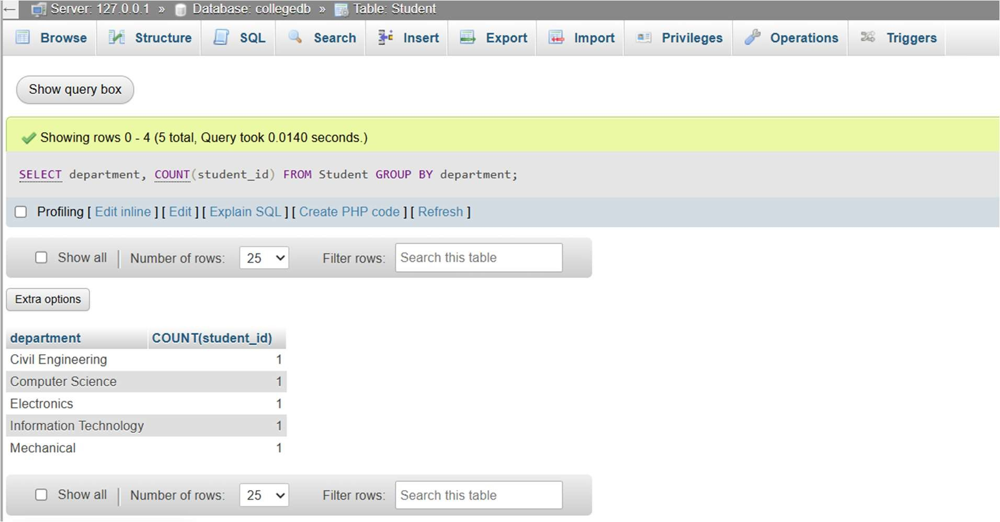 Server: 127.0.0.1 » Database: collegedb » Table: Student
Browse Structure SQL Search Insert Export Import Privileges Operations Triggers
Show query box
Showing rows 0 - 4 (5 total, Query took 0.0140 seconds.)
SELECT department, COUNT(student_id) FROM Student GROUP BY department;
Profiling [ Edit inline ] [ Edit ] [ Explain SQL ] [ Create PHP code ] [ Refresh ]
Show all | Number of rows: 25 Filter rows: Search this table
Extra options
department COUNT(student_id)
Civil Engineering 1
Computer Science 1
Electronics 1
Information Technology 1
Mechanical 1
Show all | Number of rows: 25 Filter rows: Search this table